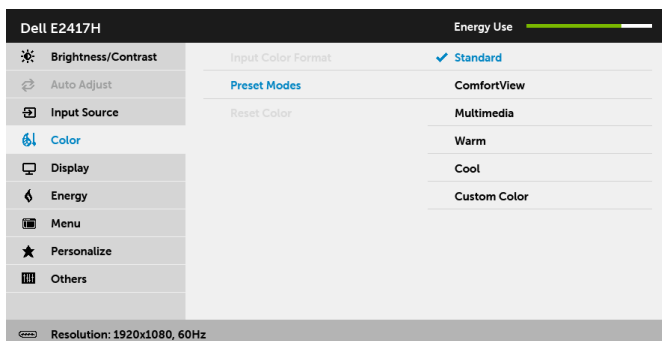 Dell E2417H Energy Use
Brightness/Contrast Input Color Format Standard
Auto Adjust Preset Modes ComfortView
Input Source Reset Color Multimedia
Color Warm
Display Cool
Energy Custom Color
Menu
Personalize
Others
Resolution: 1920x1080, 60Hz